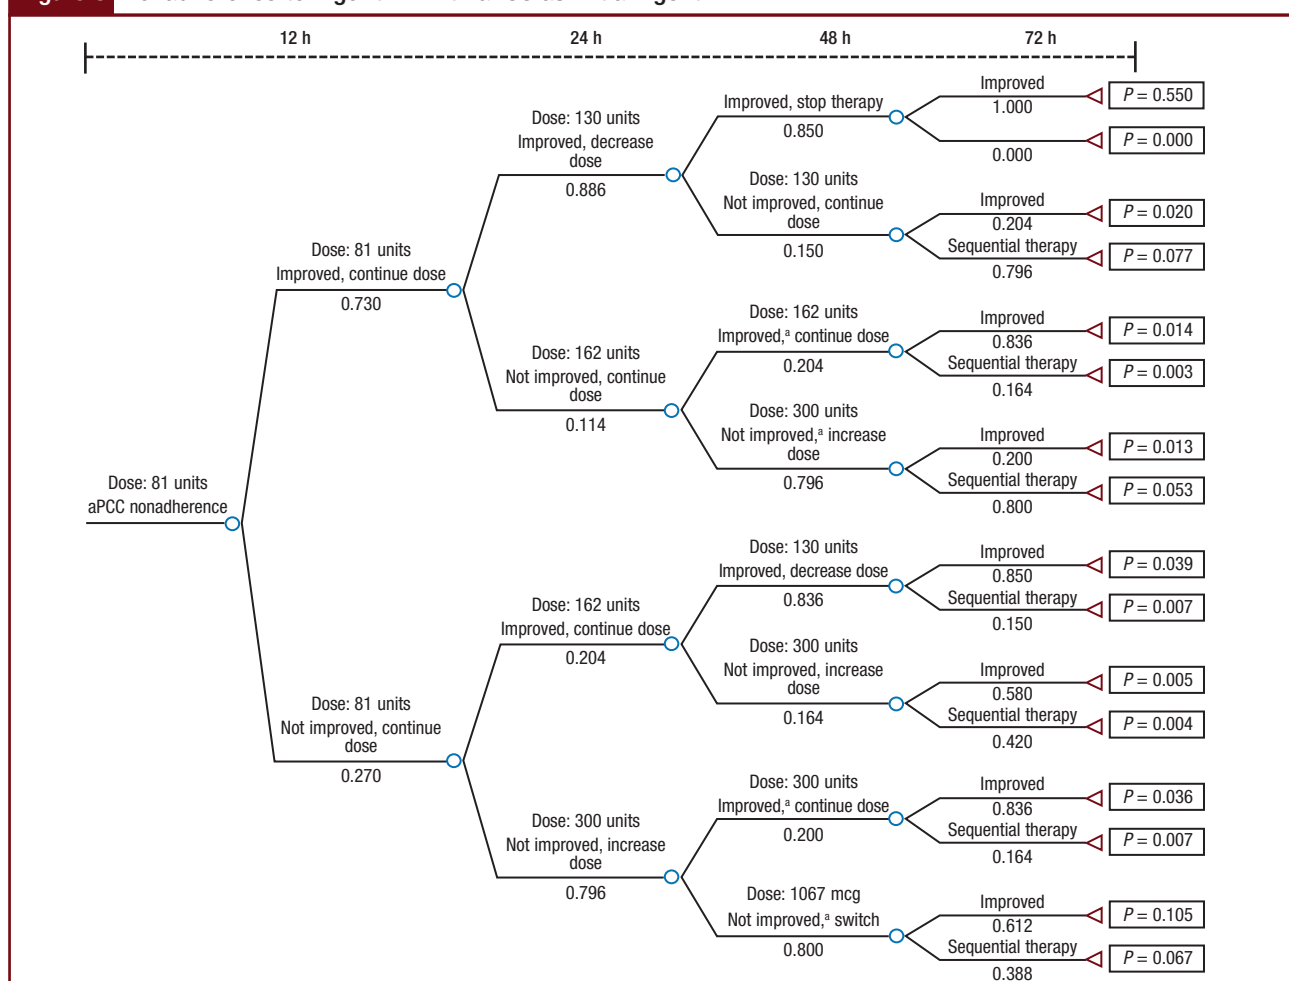 12 h
24 h
48 h
72 h
Dose: 81 units
aPCC nonadherence
Dose: 81 units
Improved, continue dose
0.730
Dose: 130 units
Improved, decrease
dose
0.886
Improved, stop therapy
0.850
Improved
1.000
P = 0.550
0.000
P = 0.000
Dose: 130 units
Not improved, continue
dose
0.150
Improved
0.204
P = 0.020
Sequential therapy
0.796
P = 0.077
Dose: 162 units
Not improved, continue
dose
0.114
Dose: 162 units
Improved,ª continue dose
0.204
Improved
0.836
P = 0.014
Sequential therapy
0.164
P = 0.003
Dose: 300 units
Not improved,ª increase
dose
0.796
Improved
0.200
P = 0.013
Sequential therapy
0.800
P = 0.053
Dose: 81 units
Not improved, continue
dose
0.270
Dose: 162 units
Improved, continue dose
0.204
Dose: 130 units
Improved, decrease dose
0.836
Improved
0.850
P = 0.039
Sequential therapy
0.150
P = 0.007
Dose: 300 units
Not improved, increase
dose
0.164
Improved
0.580
P = 0.005
Sequential therapy
0.420
P = 0.004
Dose: 300 units
Not improved, increase
dose
0.796
Dose: 300 units
Improved,ª continue dose
0.200
Improved
0.836
P = 0.036
Sequential therapy
0.164
P = 0.007
Dose: 1067 mcg
Not improved,ª switch
0.800
Improved
0.612
P = 0.105
Sequential therapy
0.388
P = 0.067